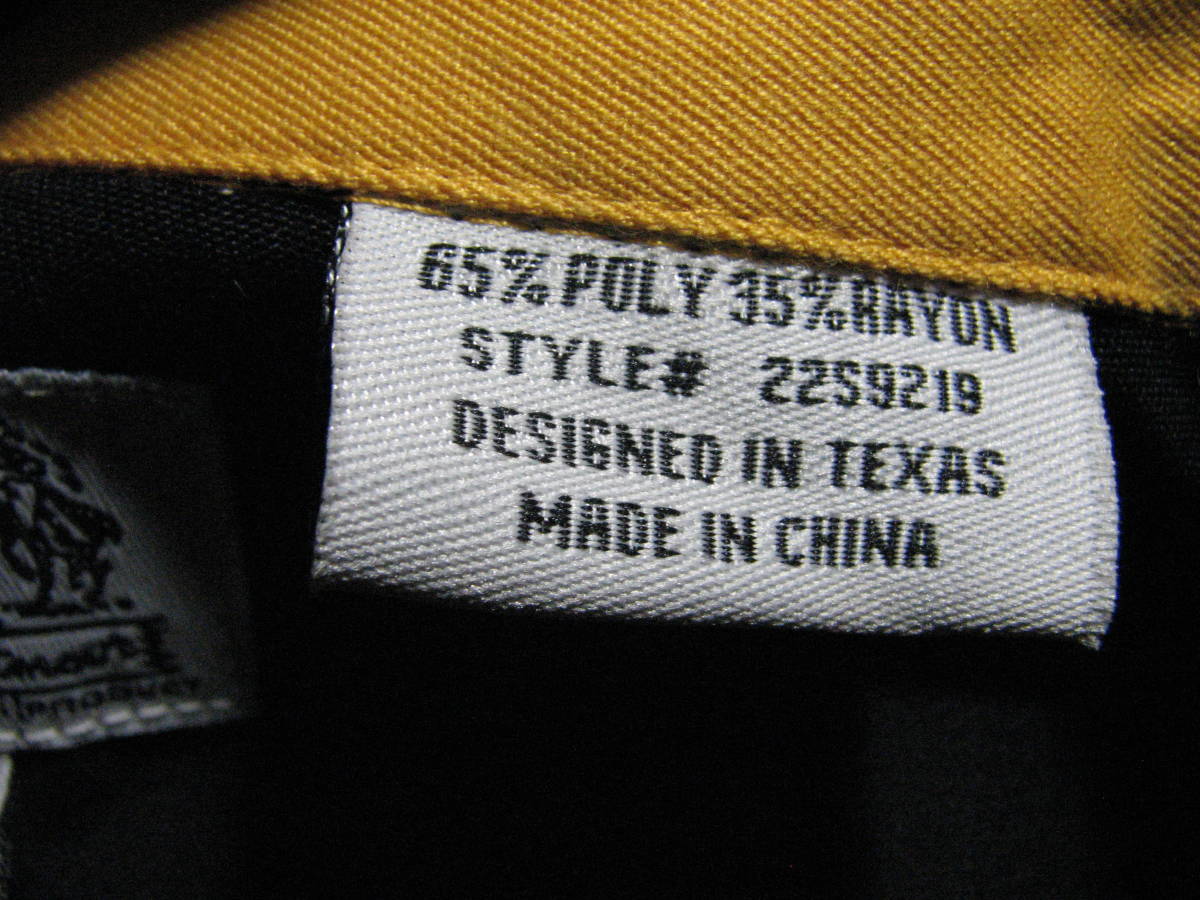 65% POLY 35% RAYON
STYLE# 22S9219
DESIGNED IN TEXAS
MADE IN CHINA